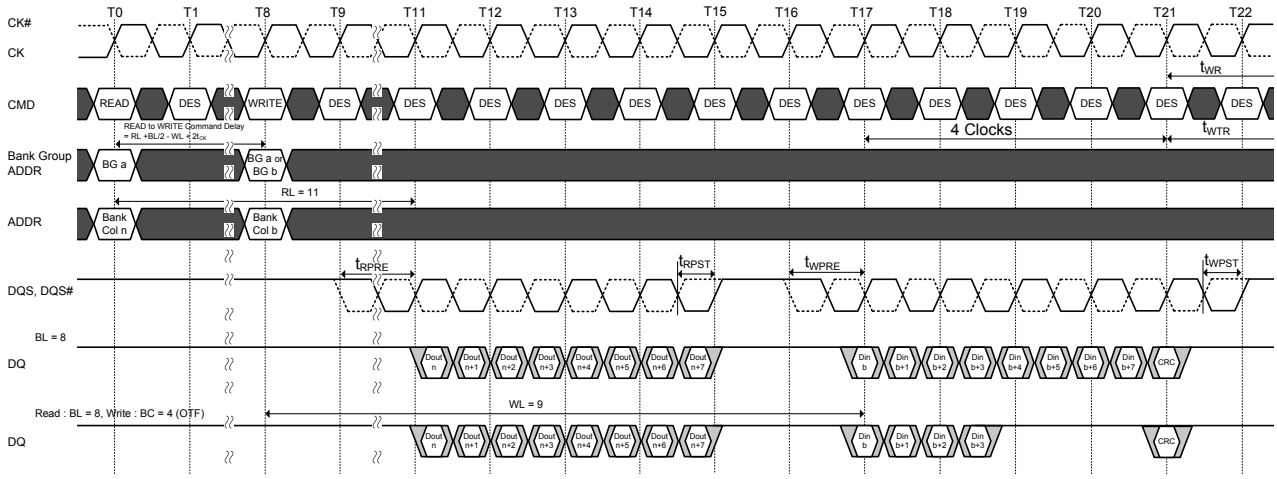 T0 T1 T8 T9 T10 T11 T12 T13 T14 T15 T16 T17 T18 T19 T20 T21 T22
CK#
CK
tWR
CMD READ DES WRITE DES DES DES DES DES DES DES DES DES DES DES DES DES
READ to WRITE Command Delay
= RL +BL/2 - WL + 2tCK
4 Clocks
tWTR
Bank Group
ADDR
BG a
BG a or
BG b
RL = 11
ADDR
Bank
Col n
Bank
Col b
tRPRE tRPST tWPRE tWPST
DQS, DQS#
BL = 8
DQ
Dout
n
Dout
n+1
Dout
n+2
Dout
n+3
Dout
n+4
Dout
n+5
Dout
n+6
Dout
n+7
Din
b
Din
b+1
Din
b+2
Din
b+3
Din
b+4
Din
b+5
Din
b+6
Din
b+7
CRC
Read : BL = 8, Write : BC = 4 (OTF)
WL = 9
DQ
Dout
n
Dout
n+1
Dout
n+2
Dout
n+3
Dout
n+4
Dout
n+5
Dout
n+6
Dout
n+7
Din
b
Din
b+1
Din
b+2
Din
b+3
CRC